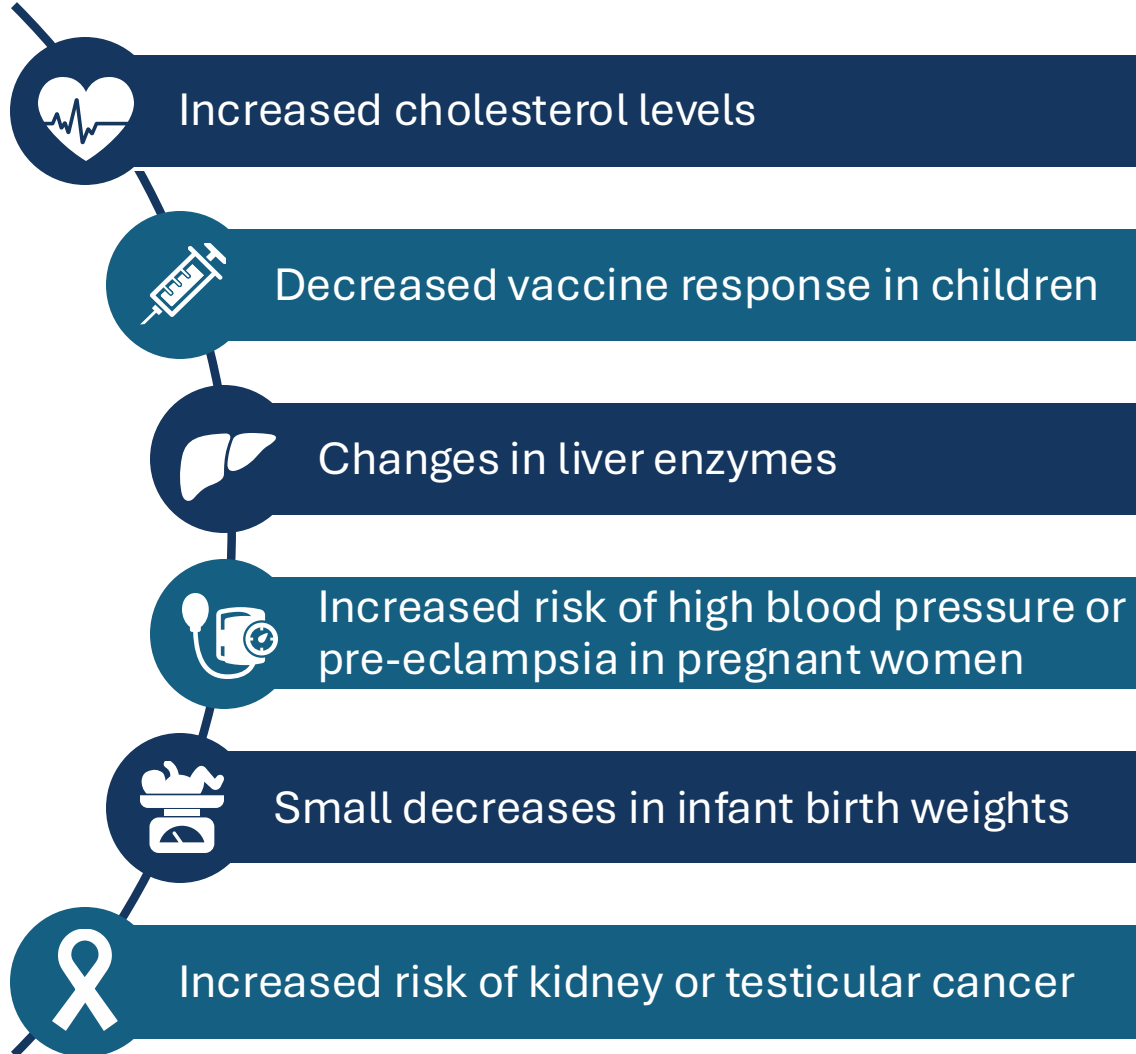 Increased cholesterol levels
Decreased vaccine response in children
Changes in liver enzymes
Increased risk of high blood pressure or
pre-eclampsia in pregnant women
Small decreases in infant birth weights
Increased risk of kidney or testicular cancer